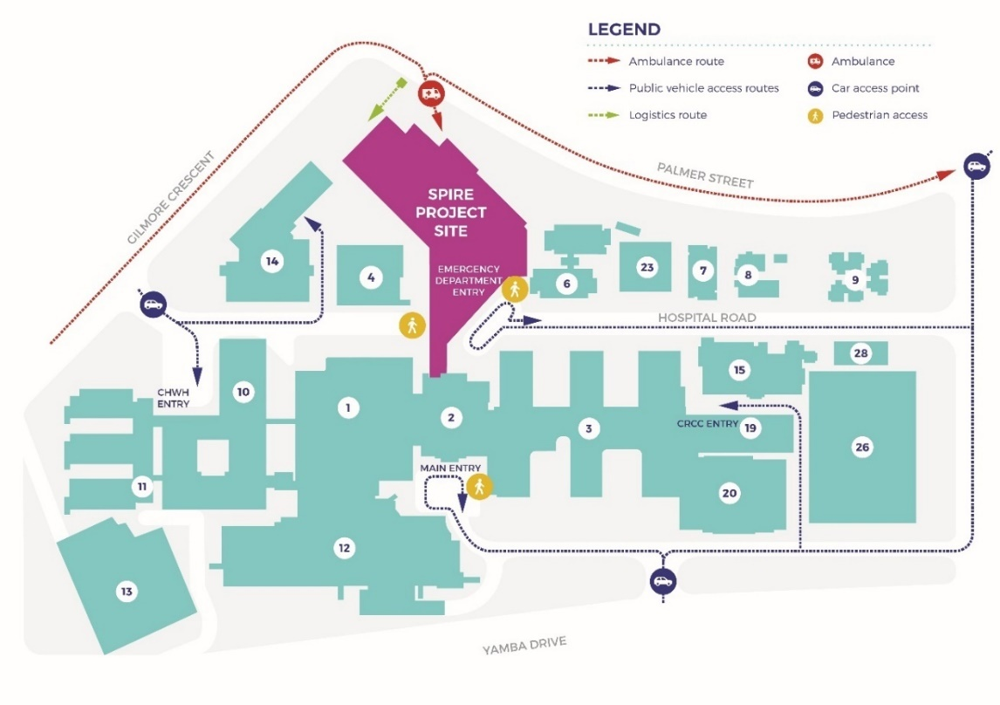 LEGEND
Ambulance route
Ambulance
Public vehicle access routes
Car access point
Logistics route
Pedestrian access
GILMORE CRESCENT
PALMER STREET
SPIRE
PROJECT
SITE
EMERGENCY
DEPARTMENT
ENTRY
14
4
6
23
7
8
9
HOSPITAL ROAD
CHWH
ENTRY
10
1
2
3
15
28
CRCC ENTRY
19
26
MAIN ENTRY
11
20
12
13
YAMBA DRIVE